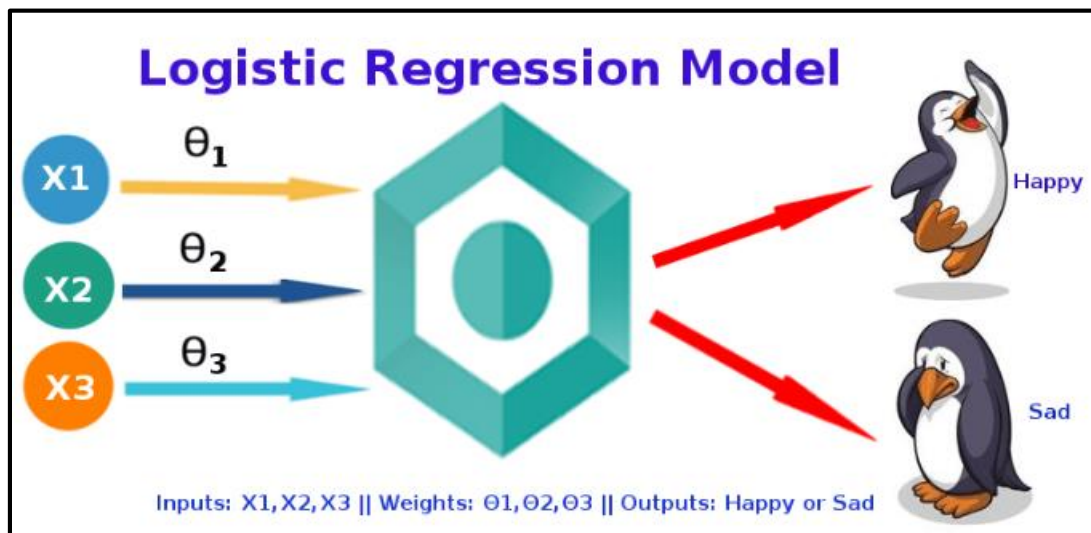 Logistic Regression Model
X1
θ1
X2
θ2
X3
θ3
Happy
Sad
Inputs: X1,X2,X3 || Weights: Θ1,Θ2,Θ3 || Outputs: Happy or Sad